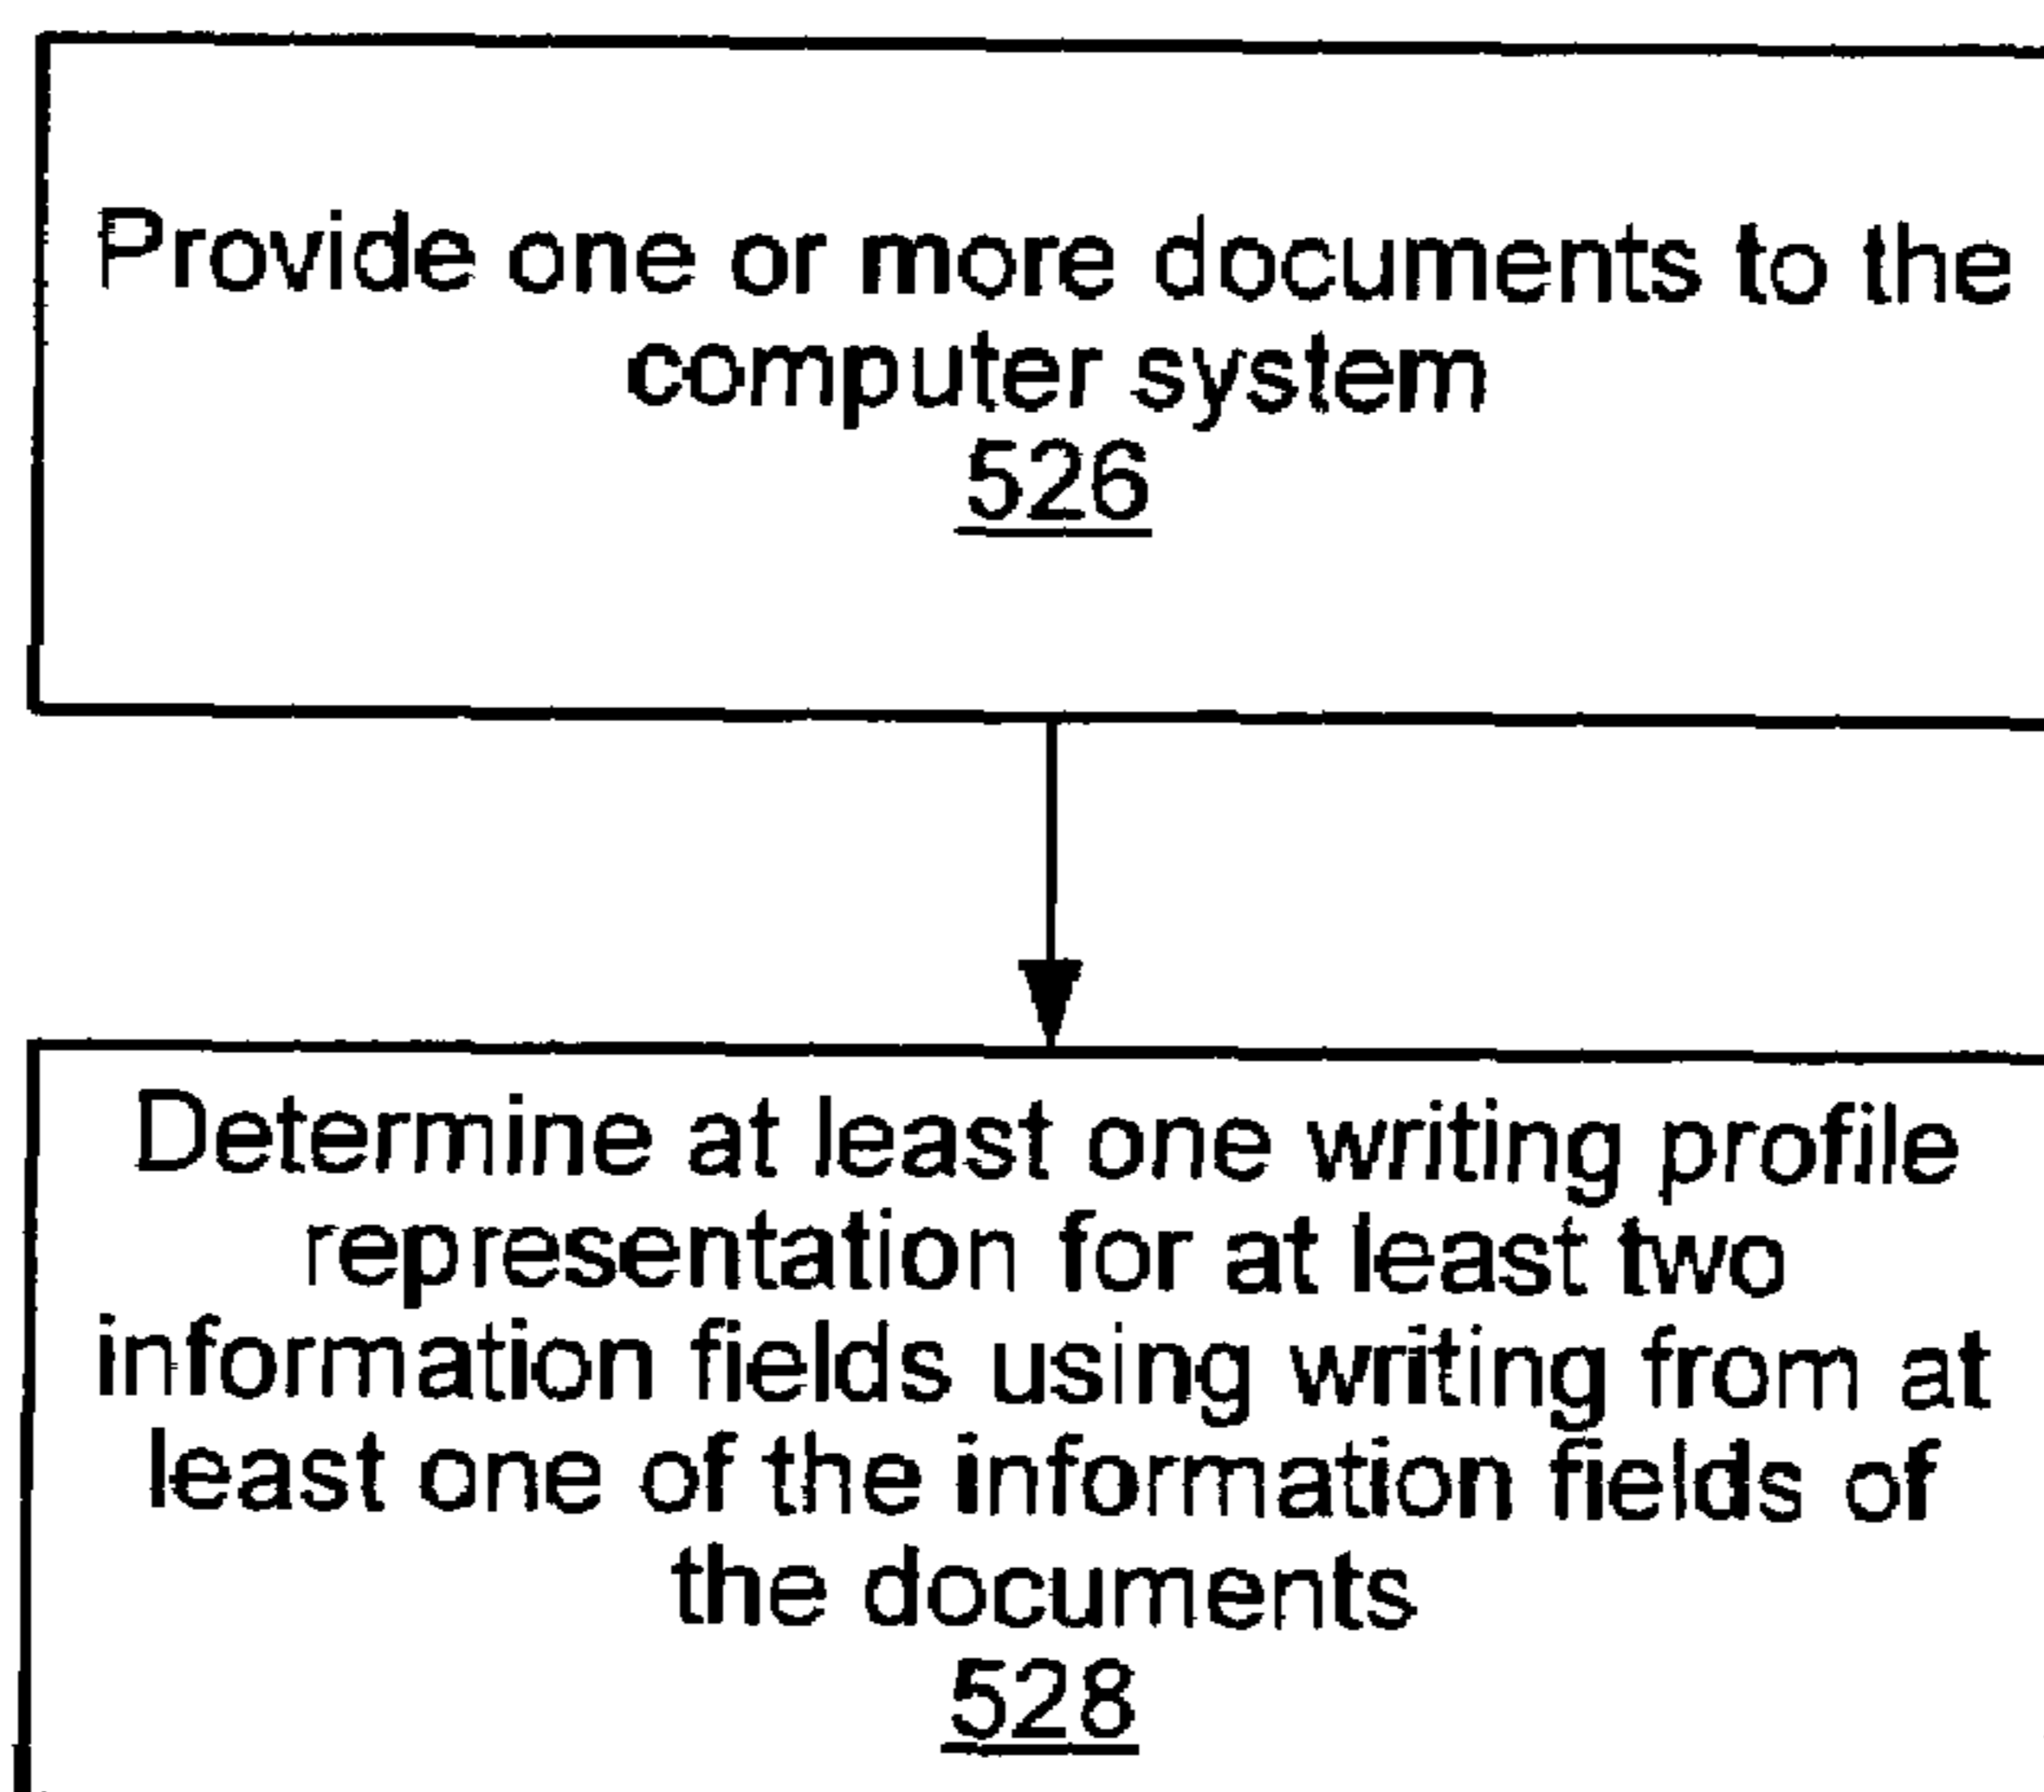 Provide one or more documents to the
computer system
526
Determine at least one writing profile
representation for at least two
information fields using writing from at
least one of the information fields of
the documents
528